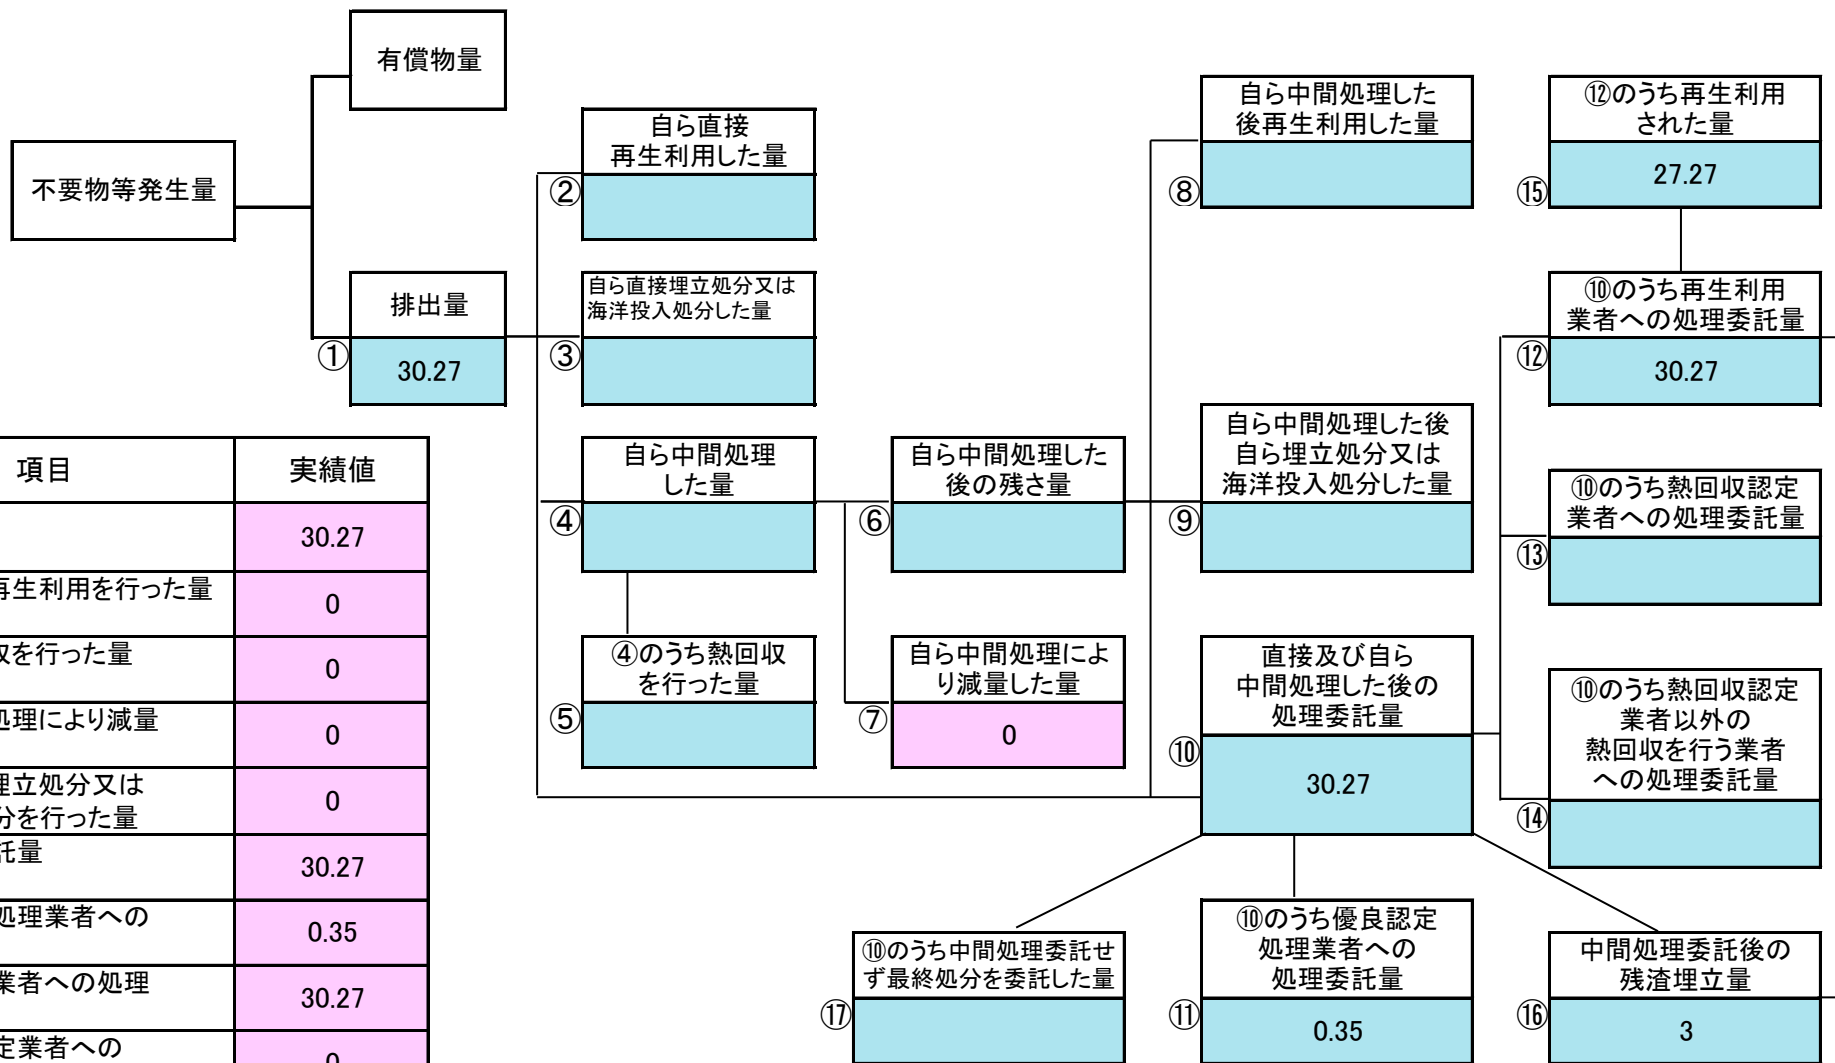 有償物量
不要物等発生量
排出量
①
30.27
自ら直接
再生利用した量
②
自ら直接埋立処分又は
海洋投入処分した量
③
自ら中間処理
した量
④
④のうち熱回収
を行った量
⑤
自ら中間処理した
後の残さ量
⑥
自ら中間処理によ
り減量した量
⑦
0
自ら中間処理した
後再生利用した量
⑧
自ら中間処理した後
自ら埋立処分又は
海洋投入処分した量
⑨
直接及び自ら
中間処理した後の
処理委託量
⑩
30.27
⑫のうち再生利用
された量
⑮
27.27
⑩のうち再生利用
業者への処理委託量
⑫
30.27
⑩のうち熱回収認定
業者への処理委託量
⑬
⑩のうち熱回収認定
業者以外の
熱回収を行う業者
への処理委託量
⑭
⑩のうち中間処理委託せ
ず最終処分を委託した量
⑰
⑩のうち優良認定
処理業者への
処理委託量
⑪
0.35
中間処理委託後の
残渣埋立量
⑯
3
項目 実績値
30.27
再生利用を行った量 0
を行った量 0
処理により減量 0
埋立処分又は
分を行った量 0
託量 30.27
処理業者への 0.35
業者への処理 30.27
定業者への 0